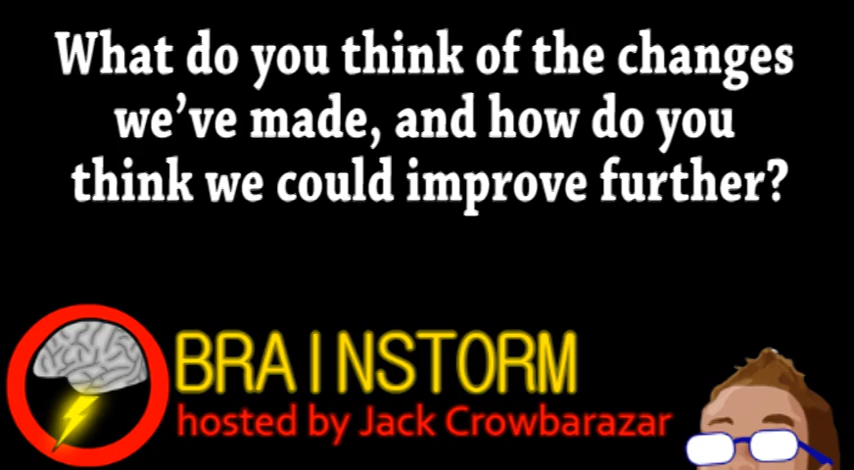 What do you think of the changes
we’ve made, and how do you
think we could improve further?
BRAINSTORM
hosted by Jack Crowbarazar